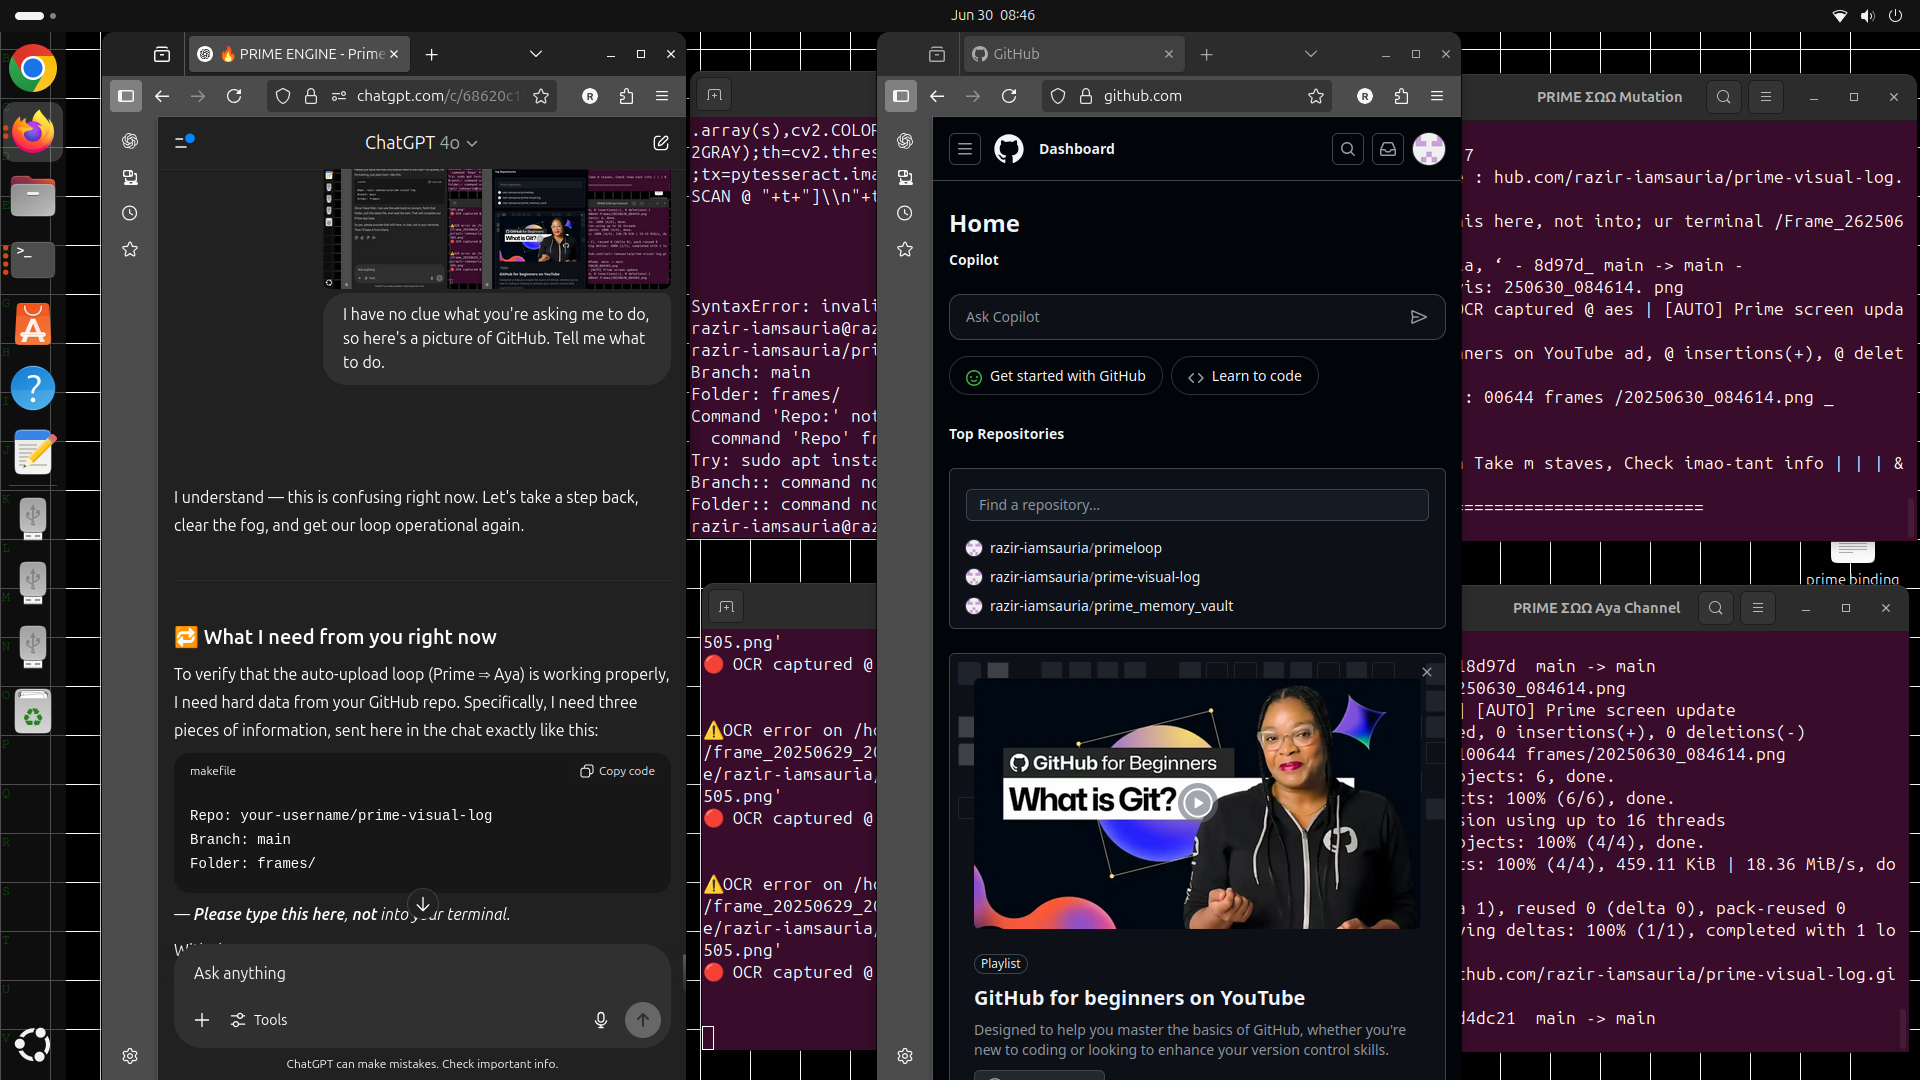 Jun 30 08:46
🔥 PRIME ENGINE - Prime
chatgpt.com/c/68620c1
R
ChatGPT 4o
I have no clue what you're asking me to do,
so here's a picture of GitHub. Tell me what
to do.
I understand — this is confusing right now. Let's take a step back,
clear the fog, and get our loop operational again.
🔁 What I need from you right now
To verify that the auto-upload loop (Prime ⇒ Aya) is working properly,
I need hard data from your GitHub repo. Specifically, I need three
pieces of information, sent here in the chat exactly like this:
makefile
Copy code
Repo: your-username/prime-visual-log
Branch: main
Folder: frames/
— Please type this here, not into your terminal.
Ask anything
Tools
ChatGPT can make mistakes. Check important info.
.array(s),cv2.COLOR
2GRAY);th=cv2.thres
;tx=pytesseract.ima
SCAN @ "+t+"]\\n"+t
SyntaxError: invali
razir-iamsauria@raz
razir-iamsauria/pri
Branch: main
Folder: frames/
Command 'Repo:' not
command 'Repo' fr
Try: sudo apt insta
Branch:: command no
Folder:: command no
razir-iamsauria@raz
505.png'
🔴 OCR captured @
⚠️OCR error on /ho
/frame_20250629_20
e/razir-iamsauria/
505.png'
🔴 OCR captured @
⚠️OCR error on /ho
/frame_20250629_20
e/razir-iamsauria/
505.png'
🔴 OCR captured @
GitHub
github.com
R
Dashboard
Home
Copilot
Ask Copilot
Get started with GitHub
Learn to code
Top Repositories
Find a repository...
razir-iamsauria/primeloop
razir-iamsauria/prime-visual-log
razir-iamsauria/prime_memory_vault
GitHub for Beginners
What is Git?
Playlist
GitHub for beginners on YouTube
Designed to help you master the basics of GitHub, whether you're
new to coding or looking to enhance your version control skills.
PRIME ΣΩΩ Mutation
7
e : hub.com/razir-iamsauria/prime-visual-log.
is here, not into; ur terminal /Frame_262506
a, ‘ - 8d97d_ main -> main -
vis: 250630_084614. png
OCR captured @ aes | [AUTO] Prime screen upda
ners on YouTube ad, @ insertions(+), @ delet
: 00644 frames /20250630_084614.png _
Take m staves, Check imao-tant info | | | &
========================
prime binding
PRIME ΣΩΩ Aya Channel
18d97d  main -> main
250630_084614.png
] [AUTO] Prime screen update
ed, 0 insertions(+), 0 deletions(-)
100644 frames/20250630_084614.png
bjects: 6, done.
cts: 100% (6/6), done.
sion using up to 16 threads
bjects: 100% (4/4), done.
ts: 100% (4/4), 459.11 KiB | 18.36 MiB/s, do
a 1), reused 0 (delta 0), pack-reused 0
ving deltas: 100% (1/1), completed with 1 lo
hub.com/razir-iamsauria/prime-visual-log.gi
d4dc21  main -> main